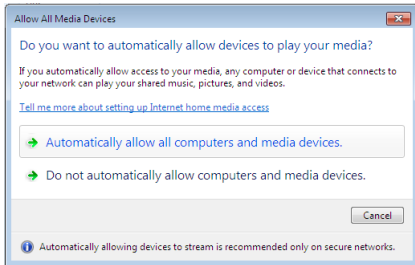 Allow All Media Devices
Do you want to automatically allow devices to play your media?
If you automatically allow access to your media, any computer or device that connects to
your network can play your shared music, pictures, and videos.
Tell me more about setting up Internet home media access
Automatically allow all computers and media devices.
Do not automatically allow computers and media devices.
Cancel
Automatically allowing devices to stream is recommended only on secure networks.